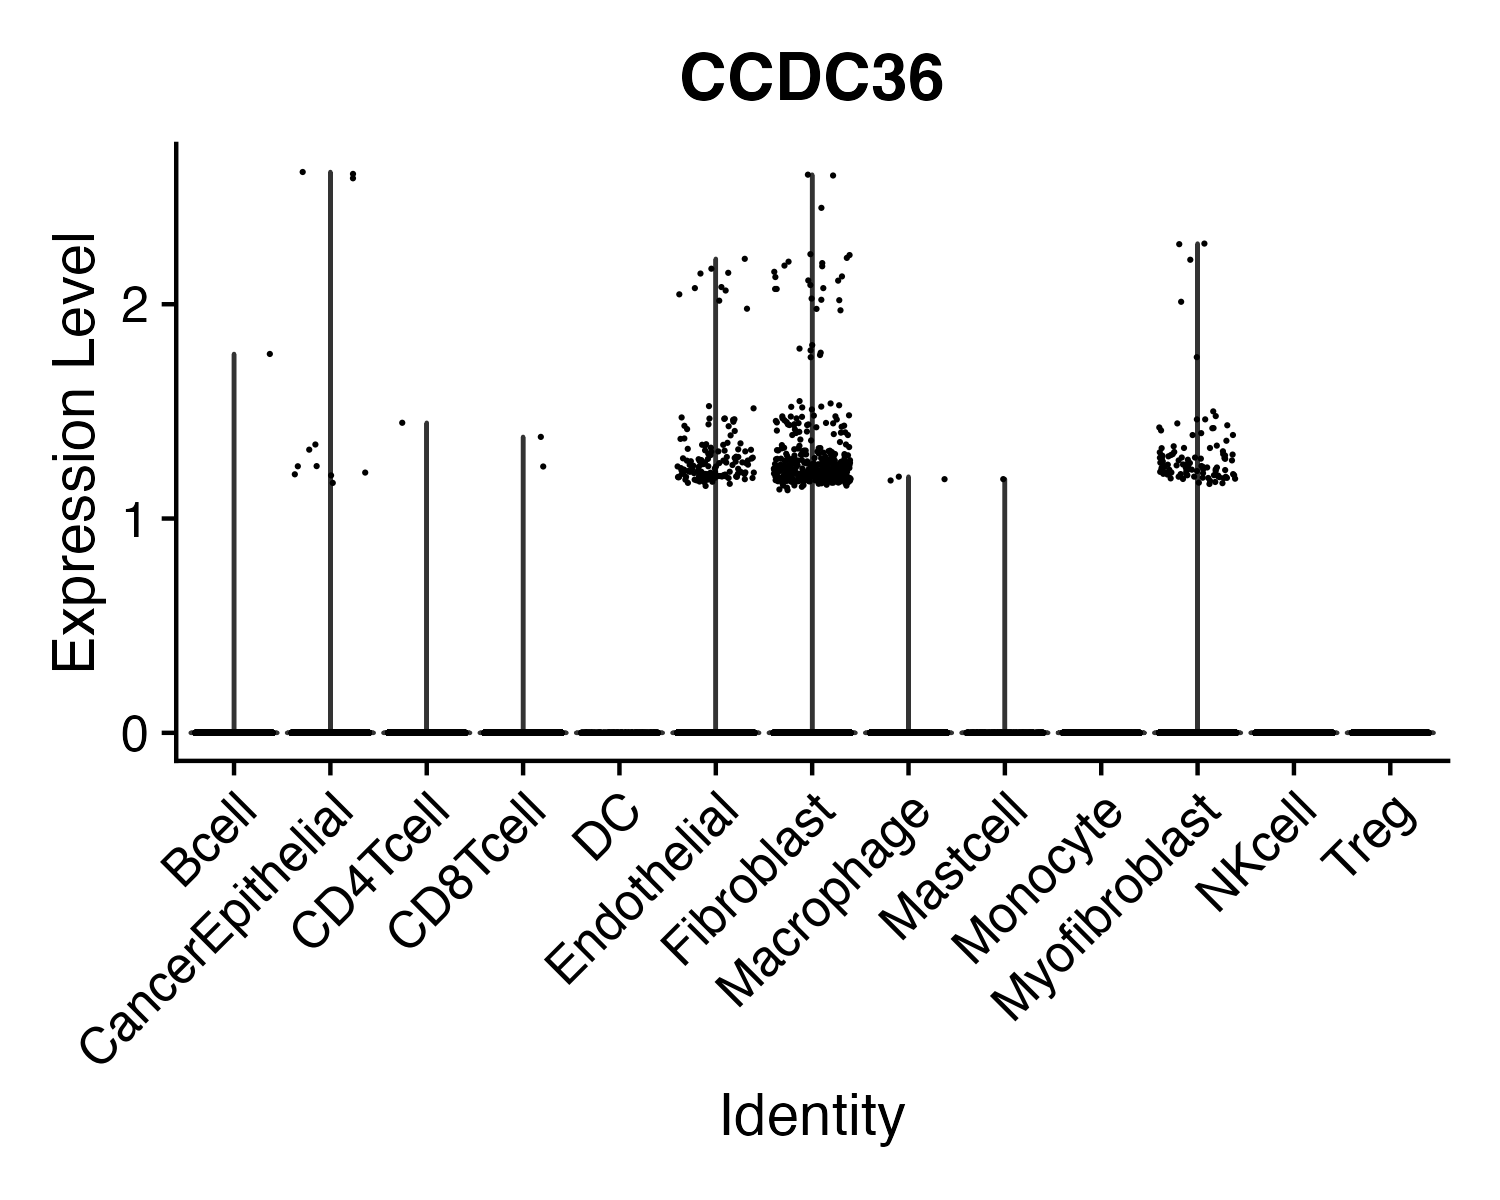 CCDC36
Expression Level
2
1
0
Bcell
CancerEpithelial
CD4Tcell
CD8Tcell
DC
Endothelial
Fibroblast
Macrophage
Mastcell
Monocyte
Myofibroblast
NKcell
Treg
Identity